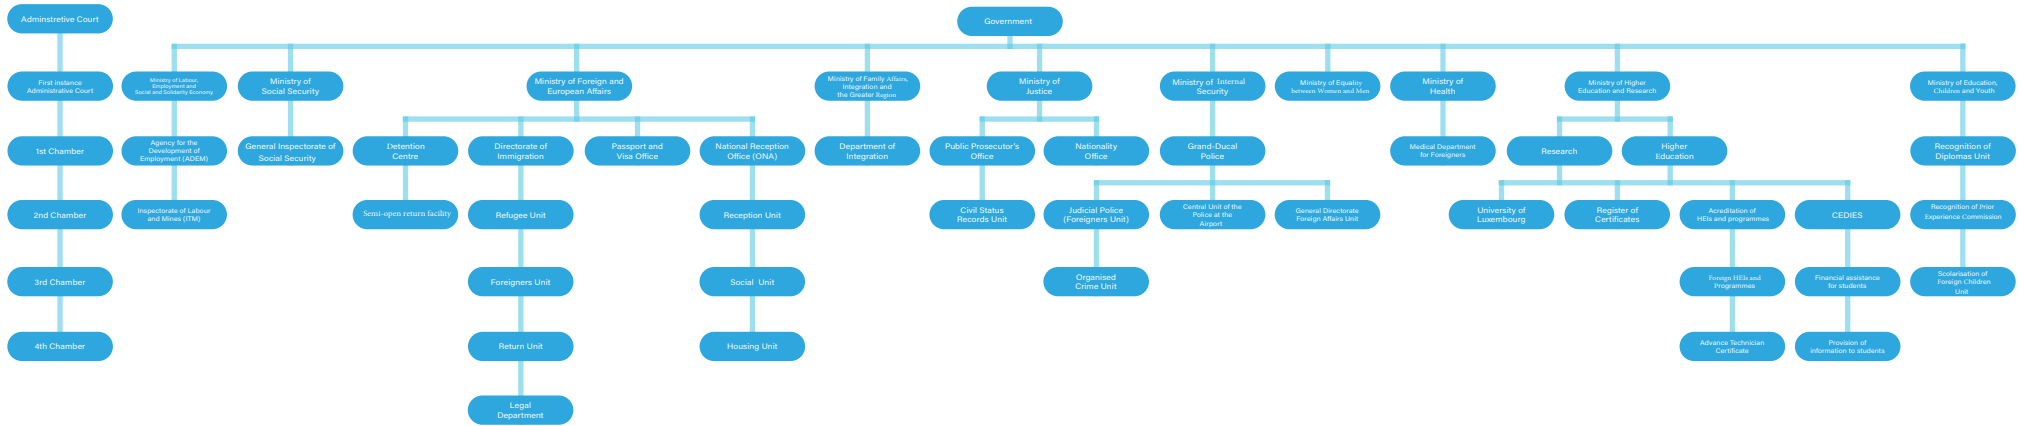 Adminstretive Court
Government
First instance
Administrative Court
Ministry of Labour,
Employment and
Social and Solidarity Economy
Ministry of
Social Security
Ministry of Foreign and
European Affairs
Ministry of Family Affairs,
Integration and
the Greater Region
Ministry of
Justice
Ministry of Internal
Security
Ministry of Equality
between Women and Men
Ministry of
Health
Ministry of Higher
Education and Research
Ministry of Education,
Children and Youth
1st Chamber
Agency for the
Development of
Employment (ADEM)
General Inspectorate of
Social Security
Detention
Centre
Directorate of
Immigration
Passport and
Visa Office
National Reception
Office (ONA)
Department of
Integration
Public Prosecutor's
Office
Nationality
Office
Grand-Ducal
Police
Medical Department
for Foreigners
Research
Higher
Education
Recognition of
Diplomas Unit
2nd Chamber
Inspectorate of Labour
and Mines (ITM)
Semi-open return facility
Refugee Unit
Reception Unit
Civil Status
Records Unit
Judicial Police
(Foreigners Unit)
Central Unit of the
Police at the
Airport
General Directorate
Foreign Affairs Unit
University of
Luxembourg
Register of
Certificates
Acreditation of
HEIs and programmes
CEDIES
Recognition of Prior
Experience Commission
3rd Chamber
Foreigners Unit
Social Unit
Organised
Crime Unit
Foreign HEIs and
Programmes
Financial assistance
for students
Scolarisation of
Foreign Children
Unit
4th Chamber
Return Unit
Housing Unit
Advance Technician
Certificate
Provision of
information to students
Legal
Department